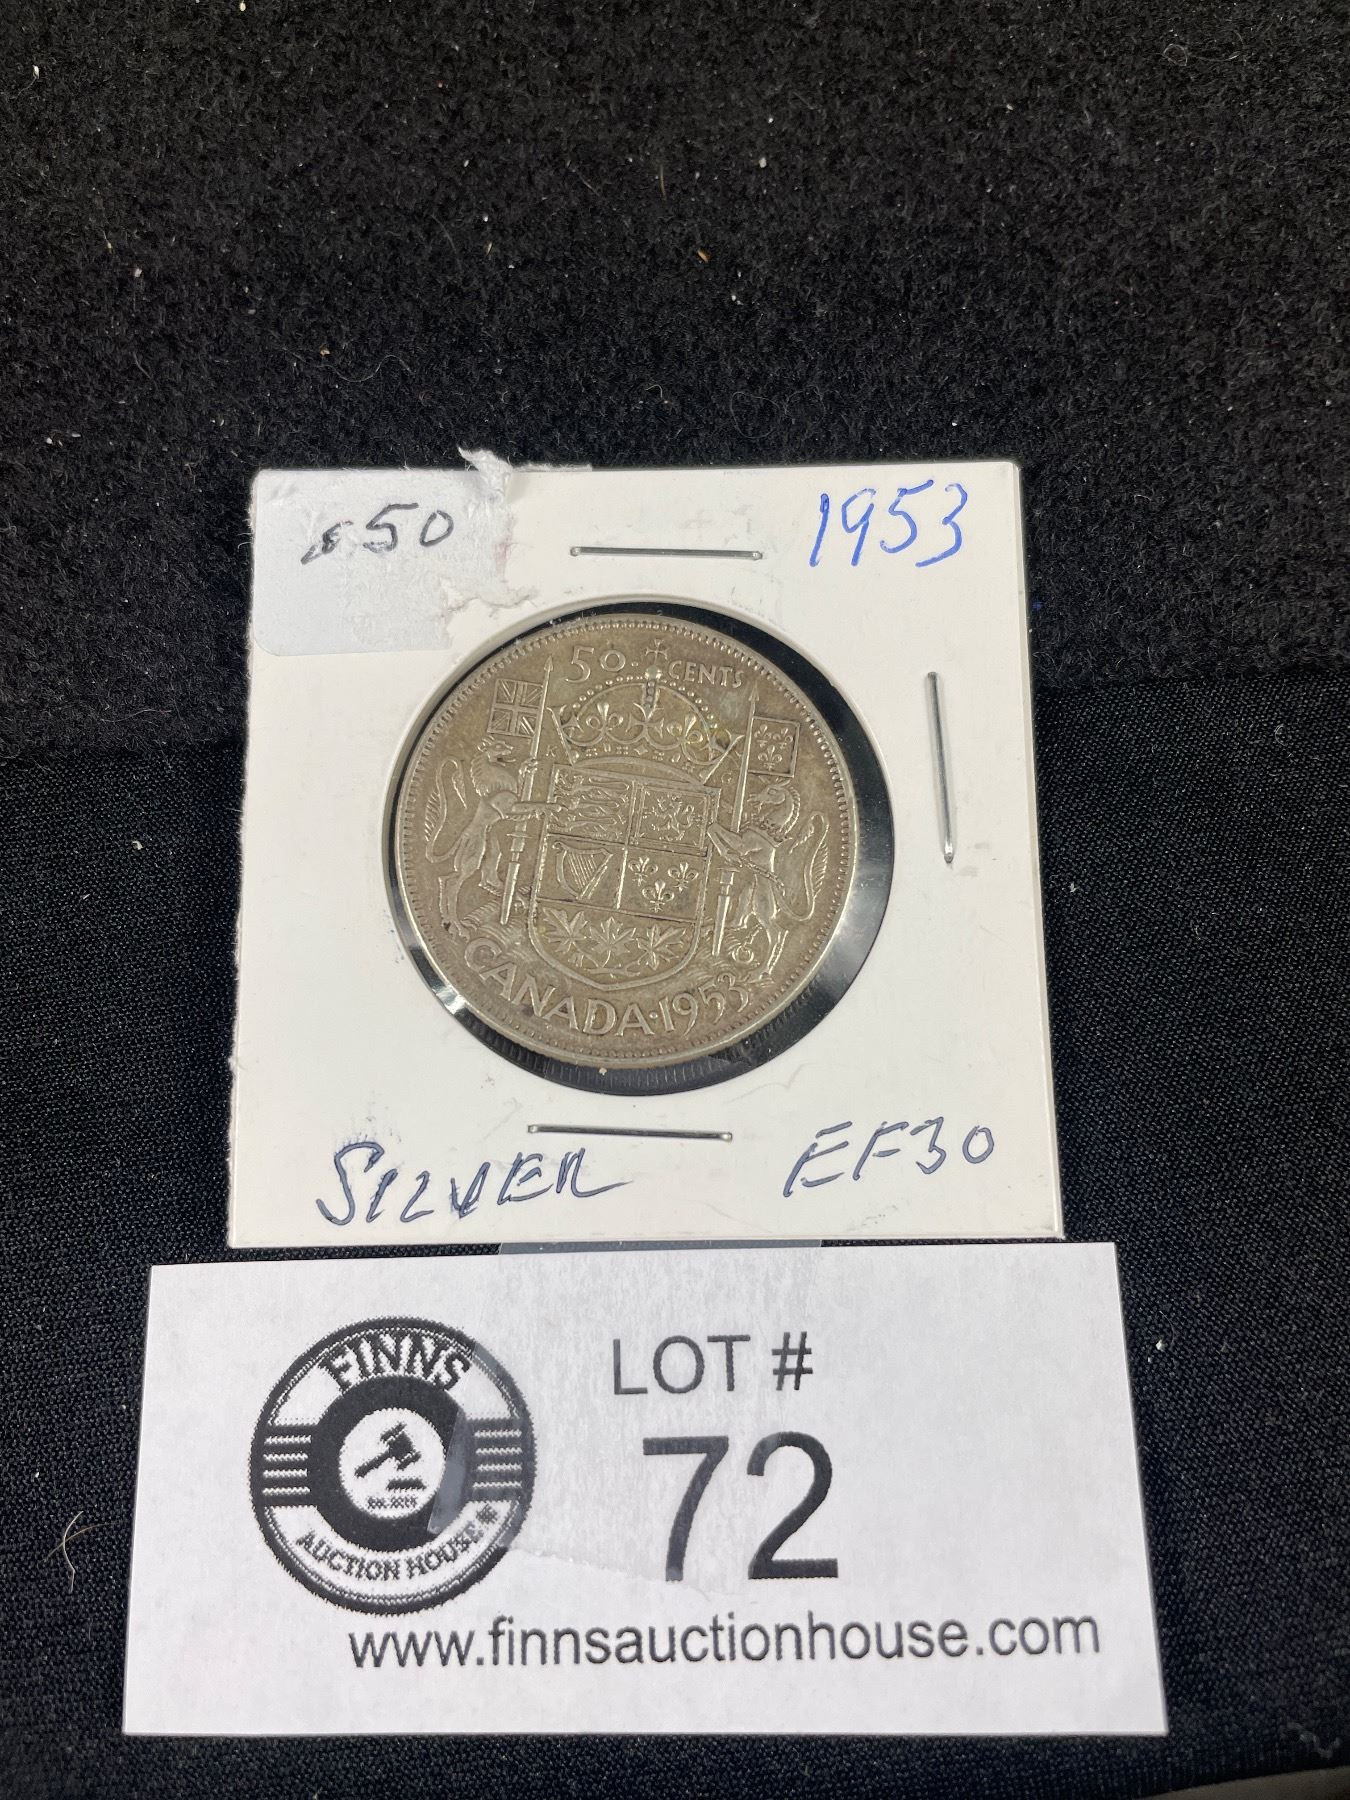 .50
1953
50 · CENTS
CANADA·1953·
SILVER
EF30
FINNS
AUCTION HOUSE
LOT #
72
www.finnsauctionhouse.com